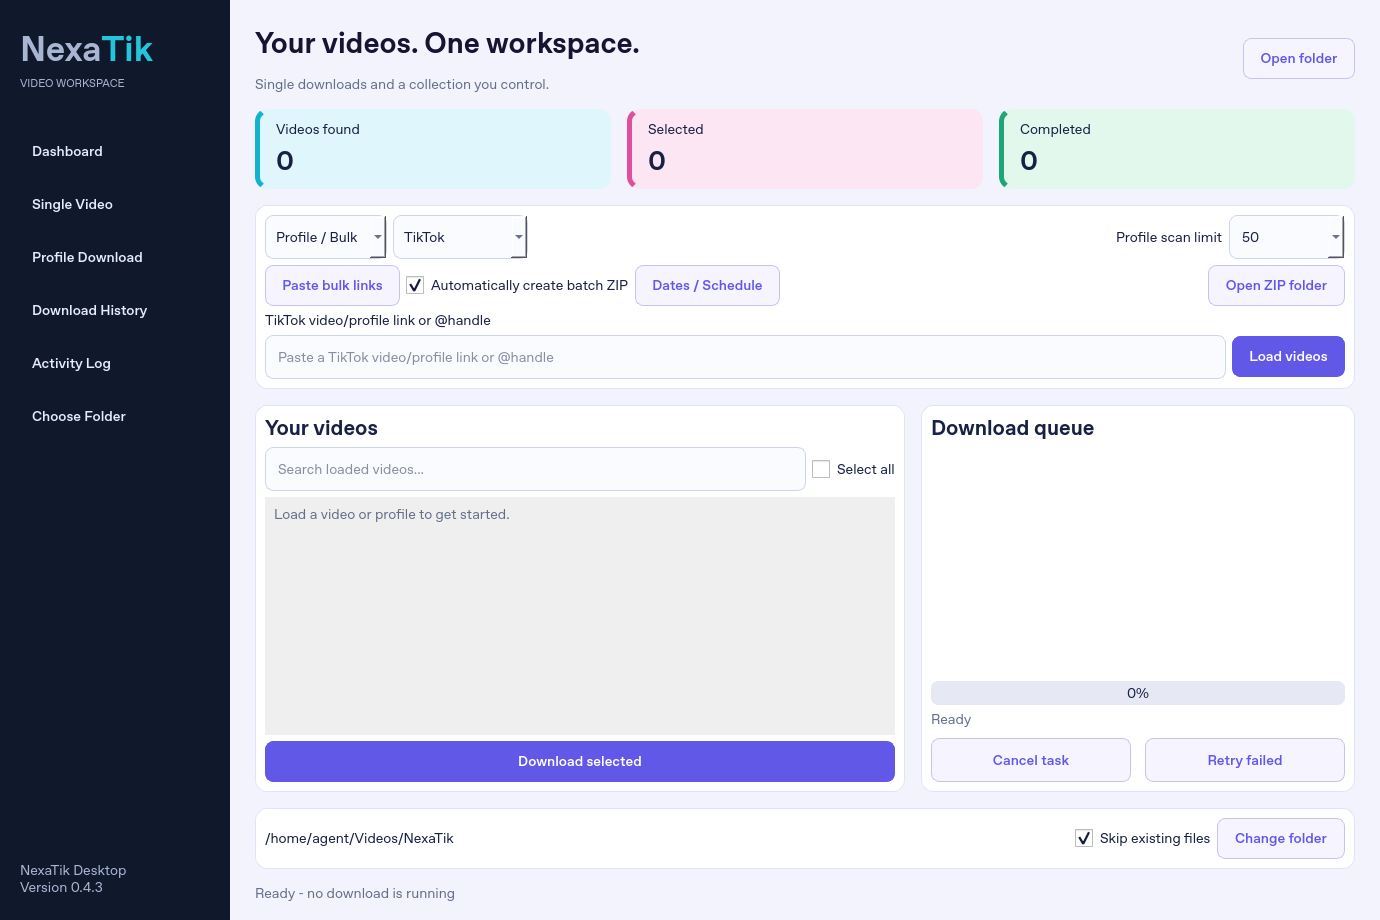 NexaTik
VIDEO WORKSPACE
Dashboard
Single Video
Profile Download
Download History
Activity Log
Choose Folder
NexaTik Desktop
Version 0.4.3
Your videos. One workspace.
Single downloads and a collection you control.
Open folder
Videos found
0
Selected
0
Completed
0
Profile / Bulk
TikTok
Profile scan limit
50
Paste bulk links
Automatically create batch ZIP
Dates / Schedule
Open ZIP folder
TikTok video/profile link or @handle
Paste a TikTok video/profile link or @handle
Load videos
Your videos
Search loaded videos...
Select all
Load a video or profile to get started.
Download selected
Download queue
0%
Ready
Cancel task
Retry failed
/home/agent/Videos/NexaTik
Skip existing files
Change folder
Ready - no download is running